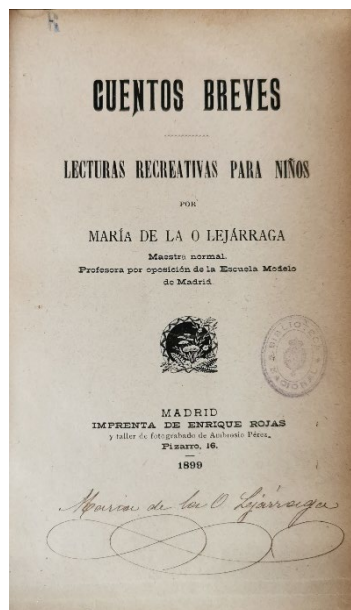 CUENTOS BREVES
LECTURAS RECREATIVAS PARA NIÑOS
POR
MARÍA DE LA O LEJÁRRAGA
Maestra normal.
Profesora por oposición de la Escuela Modelo
de Madrid
BIBLIOTECA
NACIONAL
MADRID
IMPRENTA DE ENRIQUE ROJAS
y taller de fotograbado de Ambrosio Pérez.
Pizarro, 16.
1899
María de la O Lejárraga